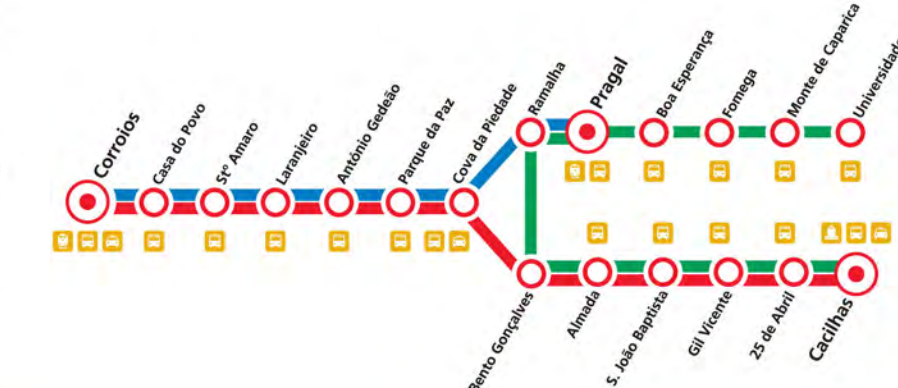 Corroios
Casa do Povo
Stº Amaro
Laranjeiro
António Gedeão
Parque da Paz
Cova da Piedade
Ramalha
Pragal
Boa Esperança
Fomega
Monte de Caparica
Universidade
Bento Gonçalves
Almada
S. João Baptista
Gil Vicente
25 de Abril
Cacilhas